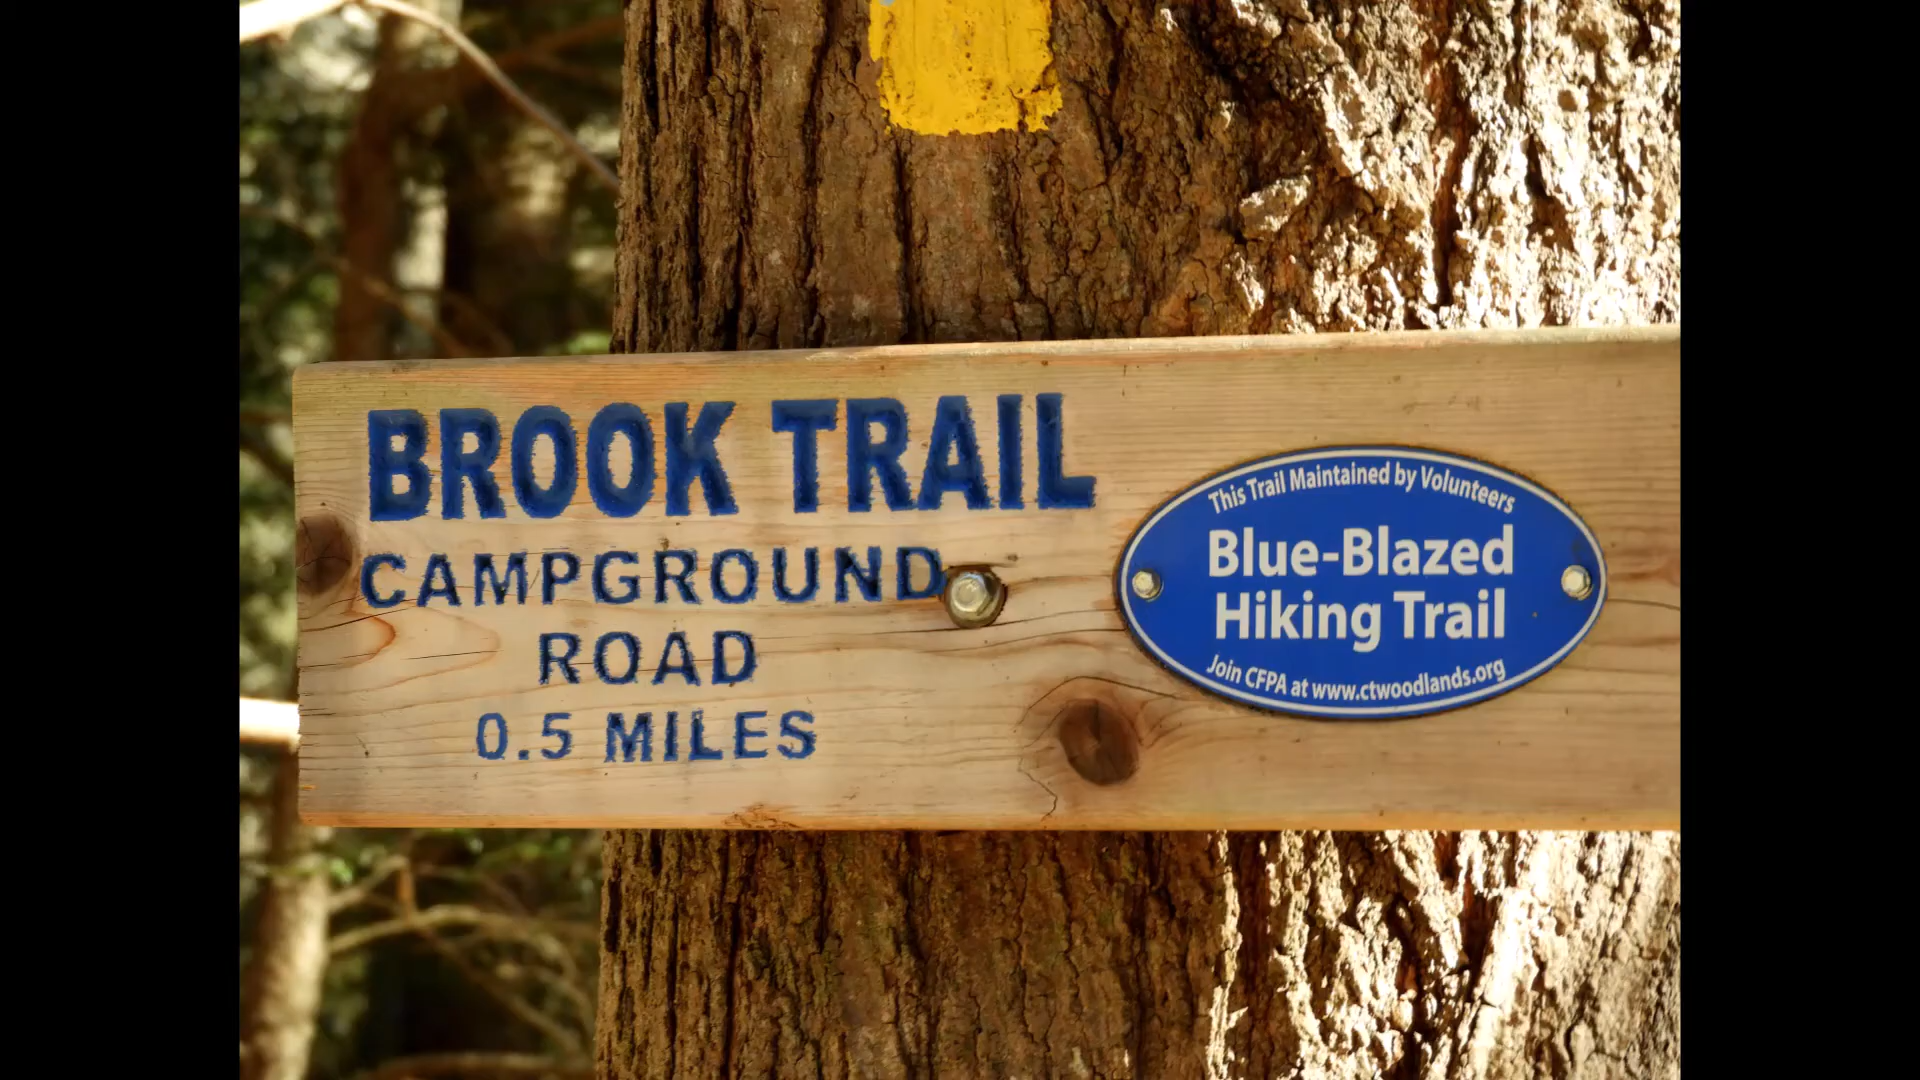 BROOK TRAIL
CAMPGROUND
ROAD
0.5 MILES
This Trail Maintained by Volunteers
Blue-Blazed
Hiking Trail
Join CFPA at www.ctwoodlands.org